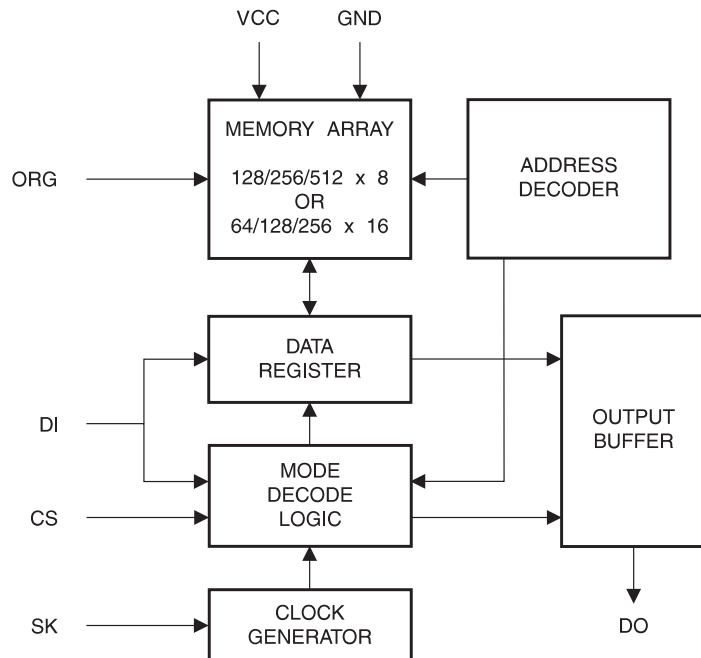 VCC
GND
MEMORY ARRAY
128/256/512 x 8
OR
64/128/256 x 16
ADDRESS
DECODER
ORG
DATA
REGISTER
DI
OUTPUT
BUFFER
MODE
DECODE
LOGIC
CS
CLOCK
GENERATOR
SK
DO